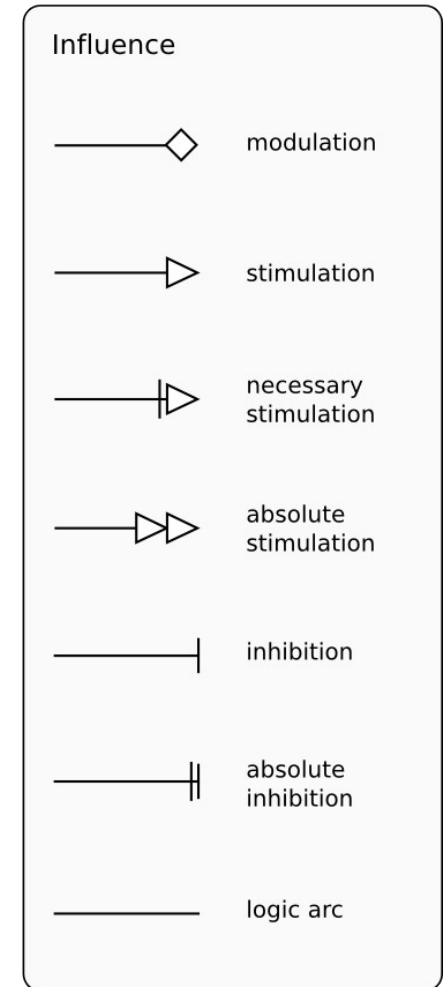 Influence
modulation
stimulation
necessary
stimulation
absolute
stimulation
inhibition
absolute
inhibition
logic arc